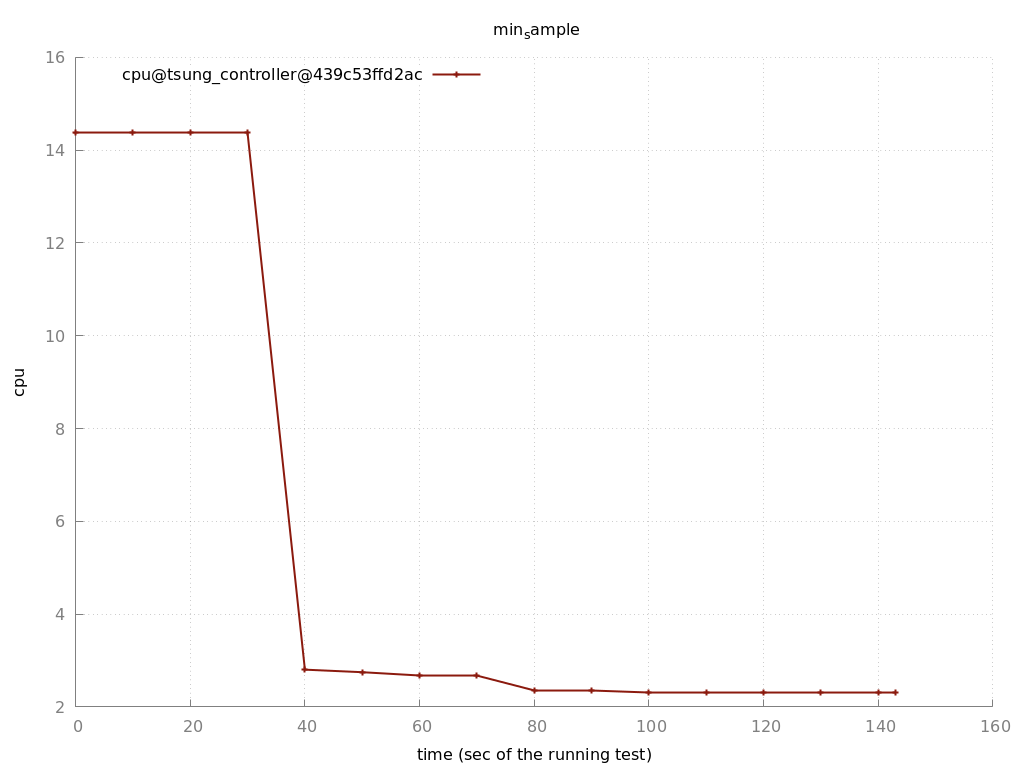 min_sample
16
cpu@tsung_controller@439c53ffd2ac
14
12
10
cpu
8
6
4
2
0 20 40 60 80 100 120 140 160
time (sec of the running test)